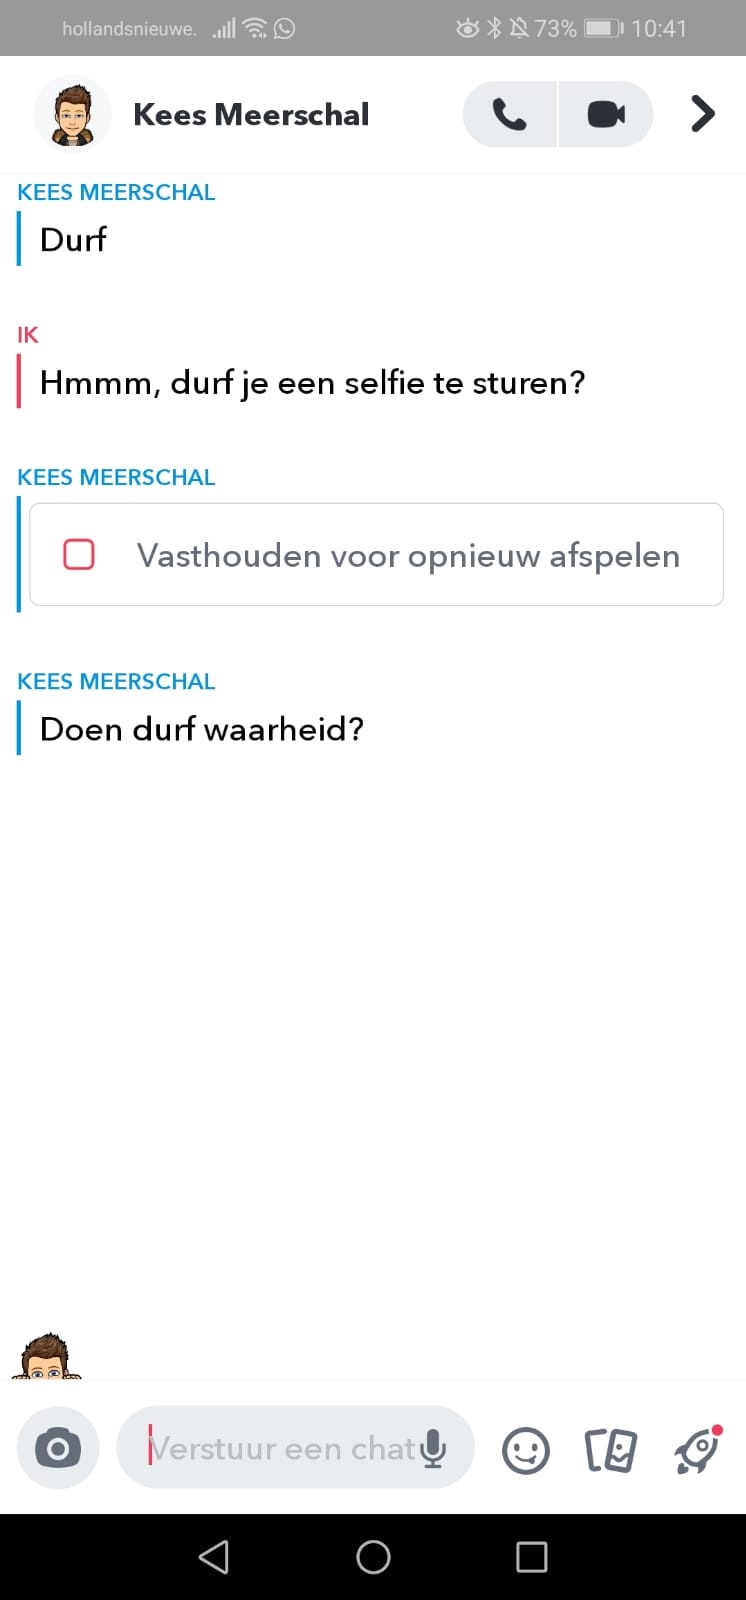 hollandsnieuwe. 73% 10:41
Kees Meerschal
KEES MEERSCHAL
Durf
IK
Hmmm, durf je een selfie te sturen?
KEES MEERSCHAL
Vasthouden voor opnieuw afspelen
KEES MEERSCHAL
Doen durf waarheid?
Verstuur een chat